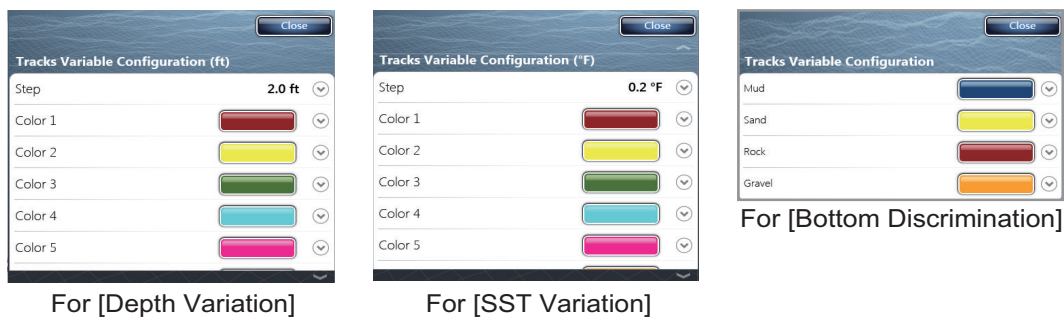 Close
Tracks Variable Configuration (ft)
Step 2.0 ft
Color 1
Color 2
Color 3
Color 4
Color 5
For [Depth Variation]
Close
Tracks Variable Configuration (°F)
Step 0.2 °F
Color 1
Color 2
Color 3
Color 4
Color 5
For [SST Variation]
Close
Tracks Variable Configuration
Mud
Sand
Rock
Gravel
For [Bottom Discrimination]